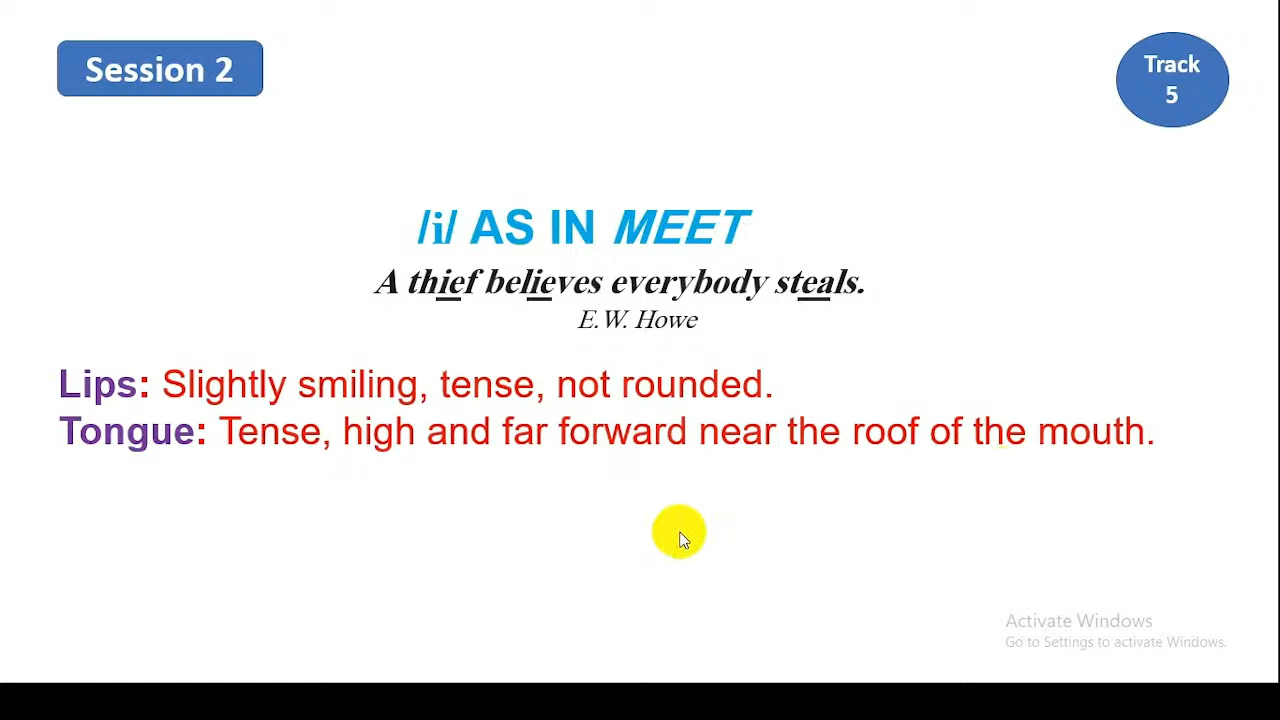 Session 2
Track
5
/i/ AS IN MEET
A thief believes everybody steals.
E.W. Howe
Lips: Slightly smiling, tense, not rounded.
Tongue: Tense, high and far forward near the roof of the mouth.
Activate Windows
Go to Settings to activate Windows.